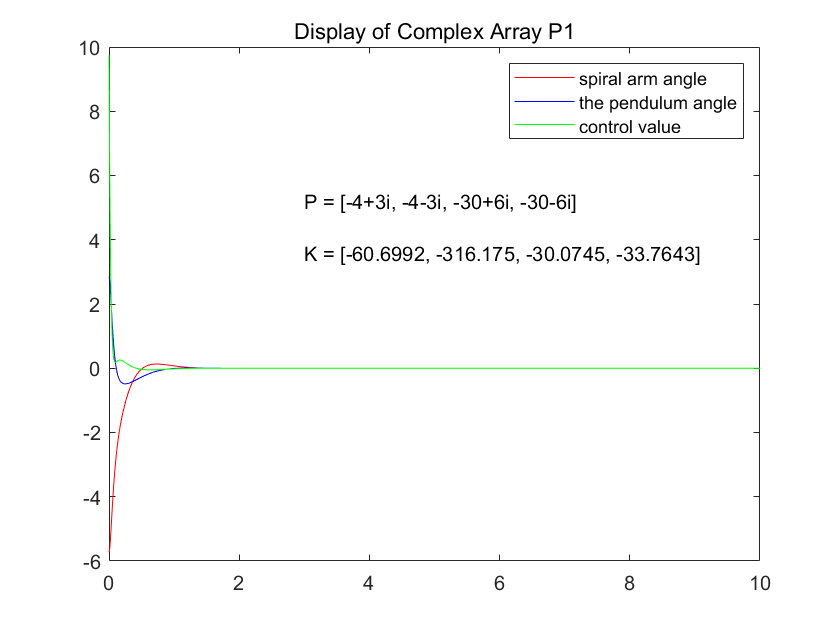 Display of Complex Array P1
10
8
6
4
2
0
-2
-4
-6
0 2 4 6 8 10
spiral arm angle
the pendulum angle
control value
P = [-4+3i, -4-3i, -30+6i, -30-6i]
K = [-60.6992, -316.175, -30.0745, -33.7643]